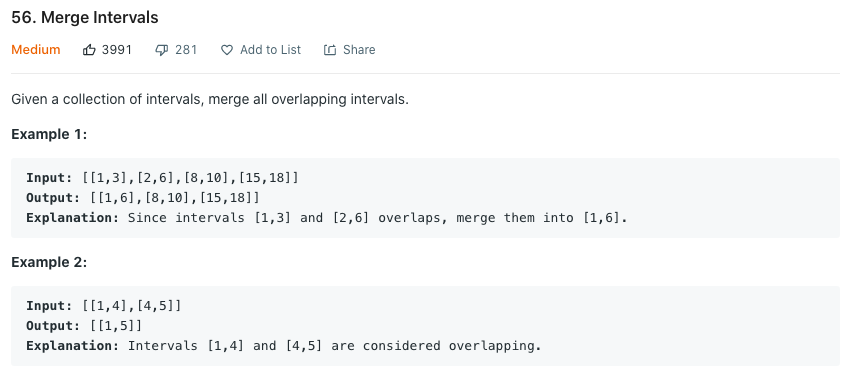 56. Merge Intervals
Medium 3991 281 Add to List Share
Given a collection of intervals, merge all overlapping intervals.
Example 1:
Input: [[1,3],[2,6],[8,10],[15,18]]
Output: [[1,6],[8,10],[15,18]]
Explanation: Since intervals [1,3] and [2,6] overlaps, merge them into [1,6].
Example 2:
Input: [[1,4],[4,5]]
Output: [[1,5]]
Explanation: Intervals [1,4] and [4,5] are considered overlapping.